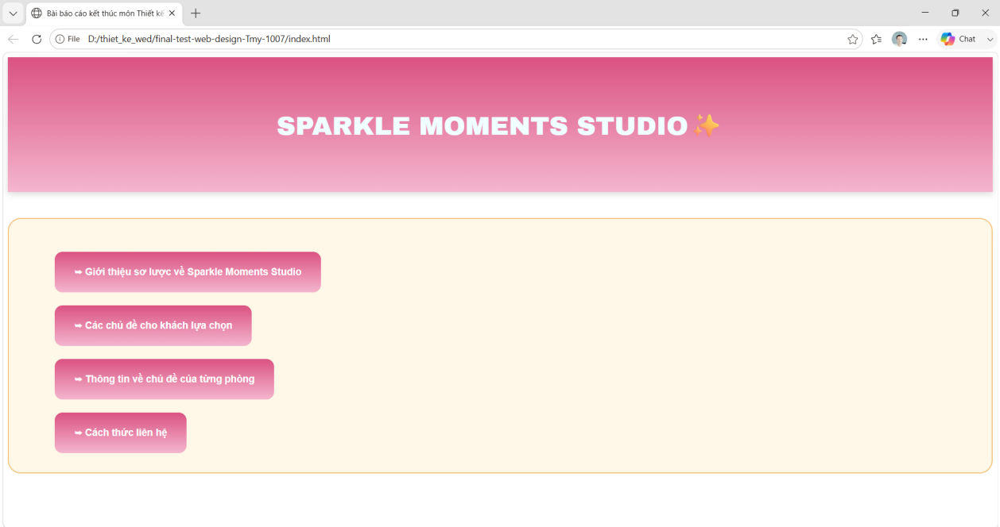 Bài báo cáo kết thúc môn Thiết kế
File D:/thiet_ke_wed/final-test-web-design-Tmy-1007/index.html
Chat
SPARKLE MOMENTS STUDIO ✨
➥ Giới thiệu sơ lược về Sparkle Moments Studio
➥ Các chủ đề cho khách lựa chọn
➥ Thông tin về chủ đề của từng phòng
➥ Cách thức liên hệ